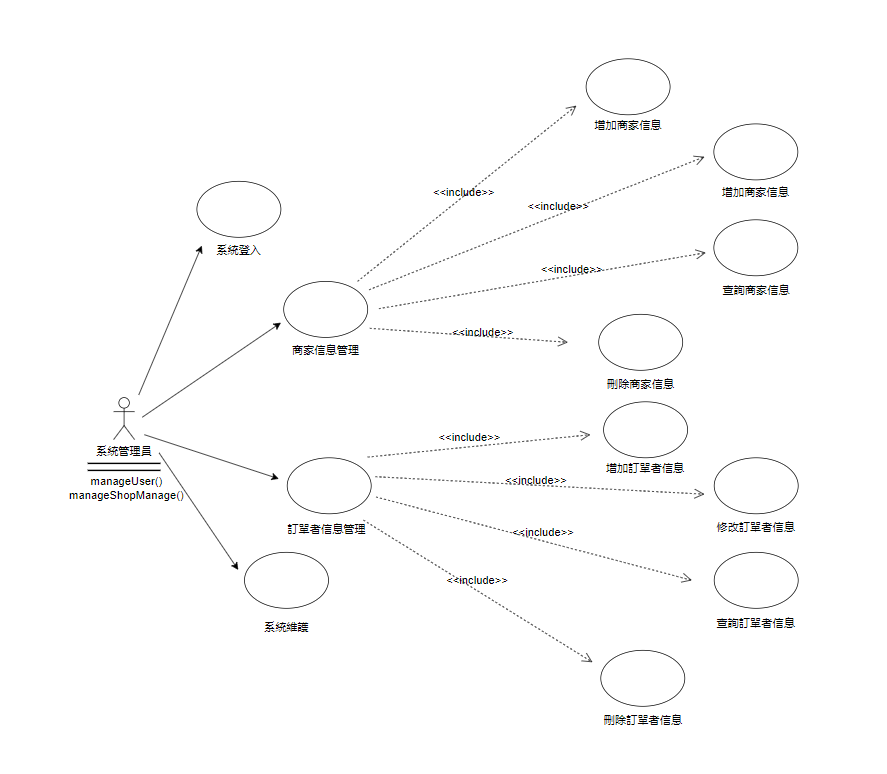 增加商家信息
<<include>>
增加商家信息
<<include>>
系統登入
查詢商家信息
<<include>>
商家信息管理
<<include>>
刪除商家信息
系統管理員
manageUser()
manageShopManage()
<<include>>
增加訂單者信息
<<include>>
訂單者信息管理
修改訂單者信息
<<include>>
<<include>>
系統維護
查詢訂單者信息
刪除訂單者信息